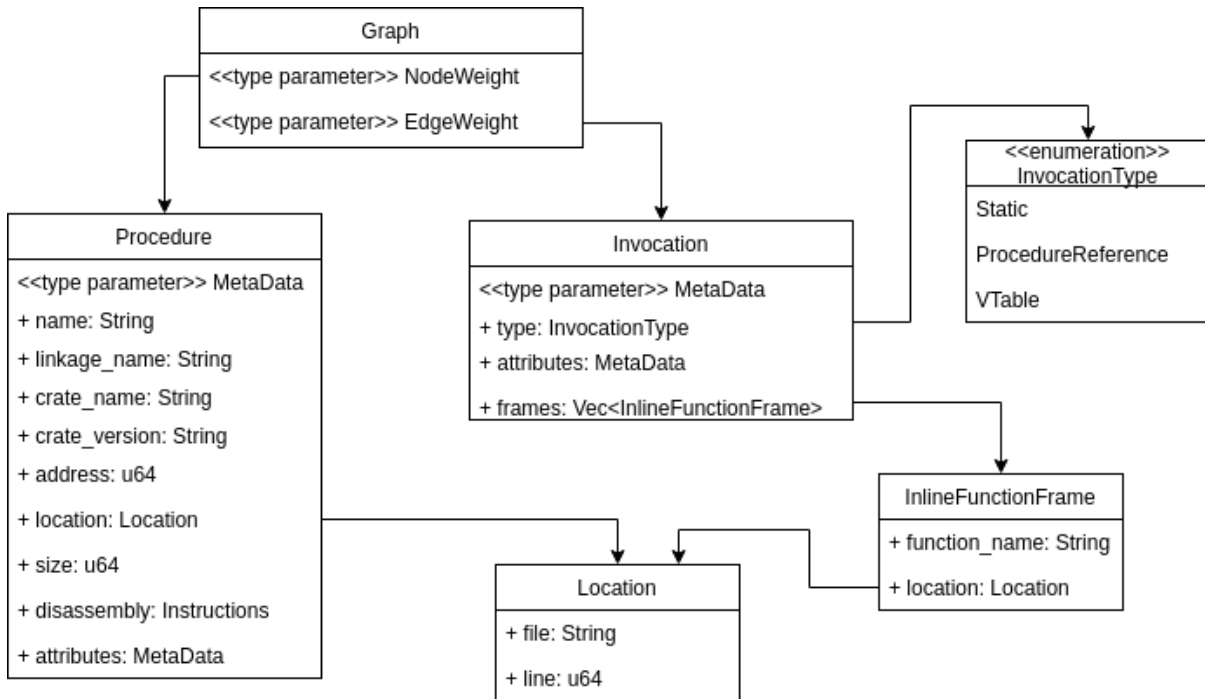 Graph
<<type parameter>> NodeWeight
<<type parameter>> EdgeWeight
<<enumeration>>
InvocationType
Static
ProcedureReference
VTable
Procedure
<<type parameter>> MetaData
+ name: String
+ linkage_name: String
+ crate_name: String
+ crate_version: String
+ address: u64
+ location: Location
+ size: u64
+ disassembly: Instructions
+ attributes: MetaData
Invocation
<<type parameter>> MetaData
+ type: InvocationType
+ attributes: MetaData
+ frames: Vec<InlineFunctionFrame>
InlineFunctionFrame
+ function_name: String
+ location: Location
Location
+ file: String
+ line: u64